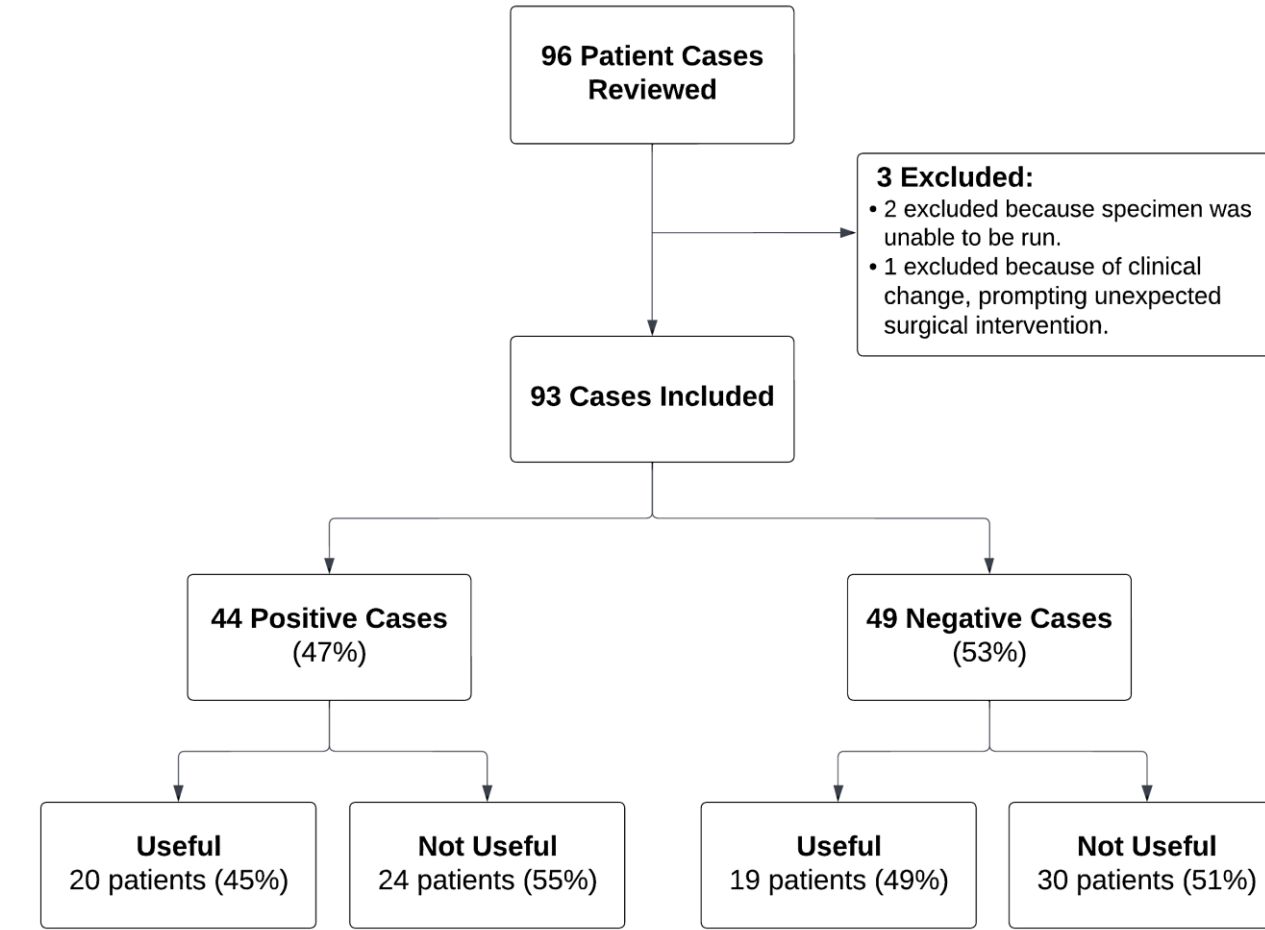 96 Patient Cases
Reviewed
3 Excluded:
• 2 excluded because specimen was
unable to be run.
• 1 excluded because of clinical
change, prompting unexpected
surgical intervention.
93 Cases Included
44 Positive Cases
(47%)
49 Negative Cases
(53%)
Useful
20 patients (45%)
Not Useful
24 patients (55%)
Useful
19 patients (49%)
Not Useful
30 patients (51%)